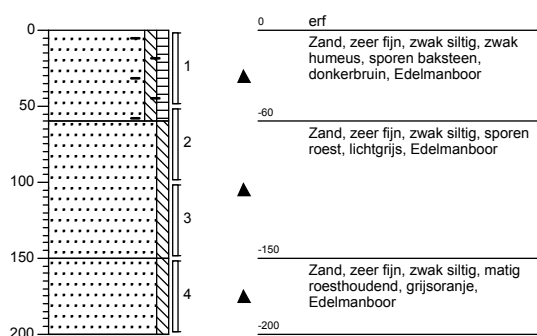 0
50
100
150
200
1
2
3
4
0 erf
Zand, zeer fijn, zwak siltig, zwak
humeus, sporen baksteen,
donkerbruin, Edelmanboor
-60
Zand, zeer fijn, zwak siltig, sporen
roest, lichtgrijs, Edelmanboor
-150
Zand, zeer fijn, zwak siltig, matig
roesthoudend, grijsoranje,
Edelmanboor
-200